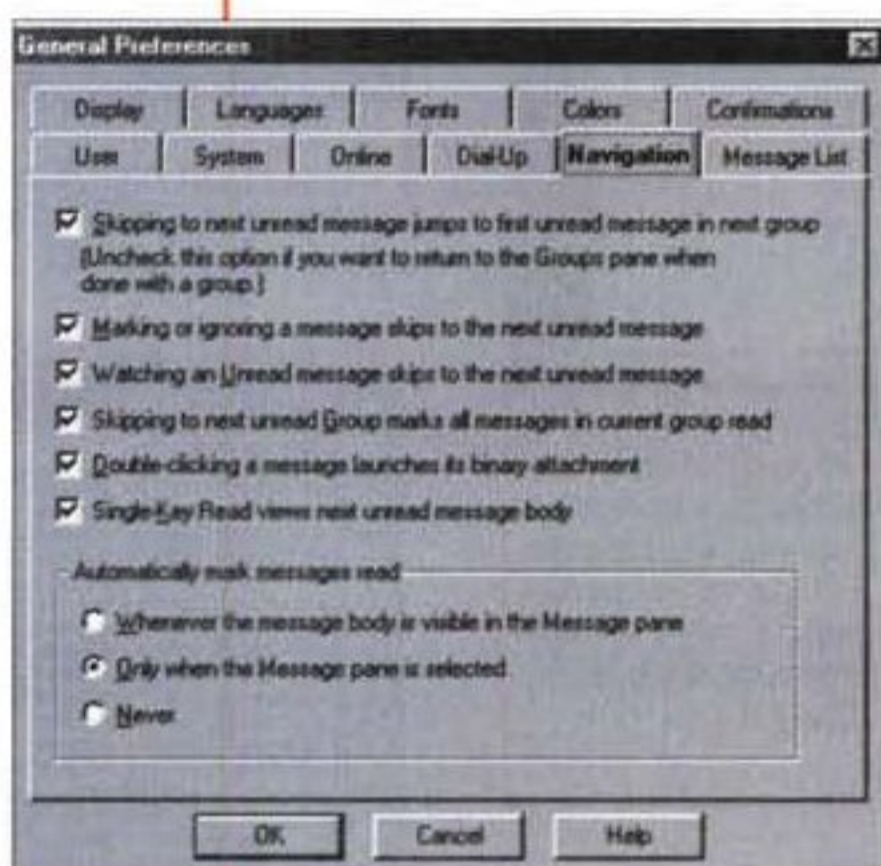 General Preferences
Display Languages Fonts Colors Confirmations
User System Online Dial-Up Navigation Message List
Skipping to next unread message jumps to first unread message in next group
(Uncheck this option if you want to return to the Groups pane when
done with a group.)
Marking or ignoring a message skips to the next unread message
Watching an Unread message skips to the next unread message
Skipping to next unread Group marks all messages in current group read
Double-clicking a message launches its binary attachment
Single-Key Read views next unread message body
Automatically mark messages read
Whenever the message body is visible in the Message pane
Only when the Message pane is selected
Never
OK Cancel Help